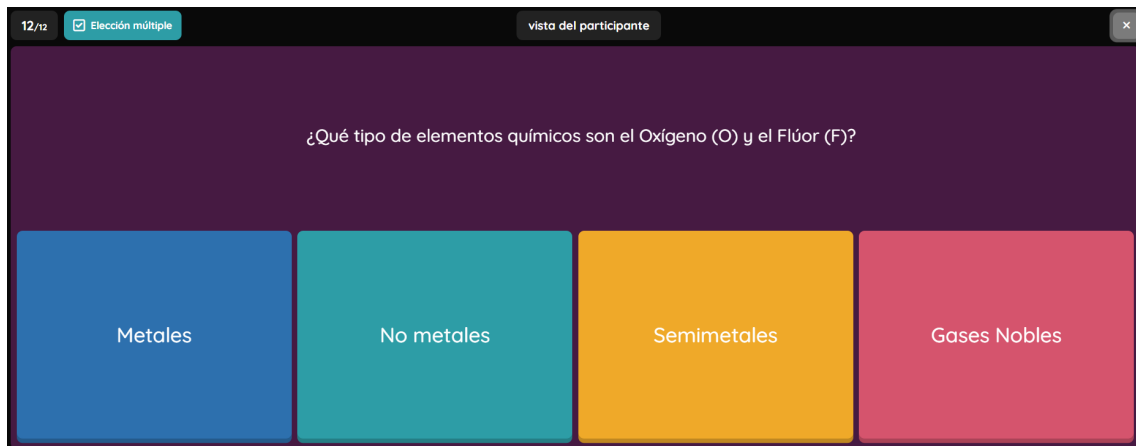 12/12
Elección múltiple
vista del participante
¿Qué tipo de elementos químicos son el Oxígeno (O) y el Flúor (F)?
Metales
No metales
Semimetales
Gases Nobles